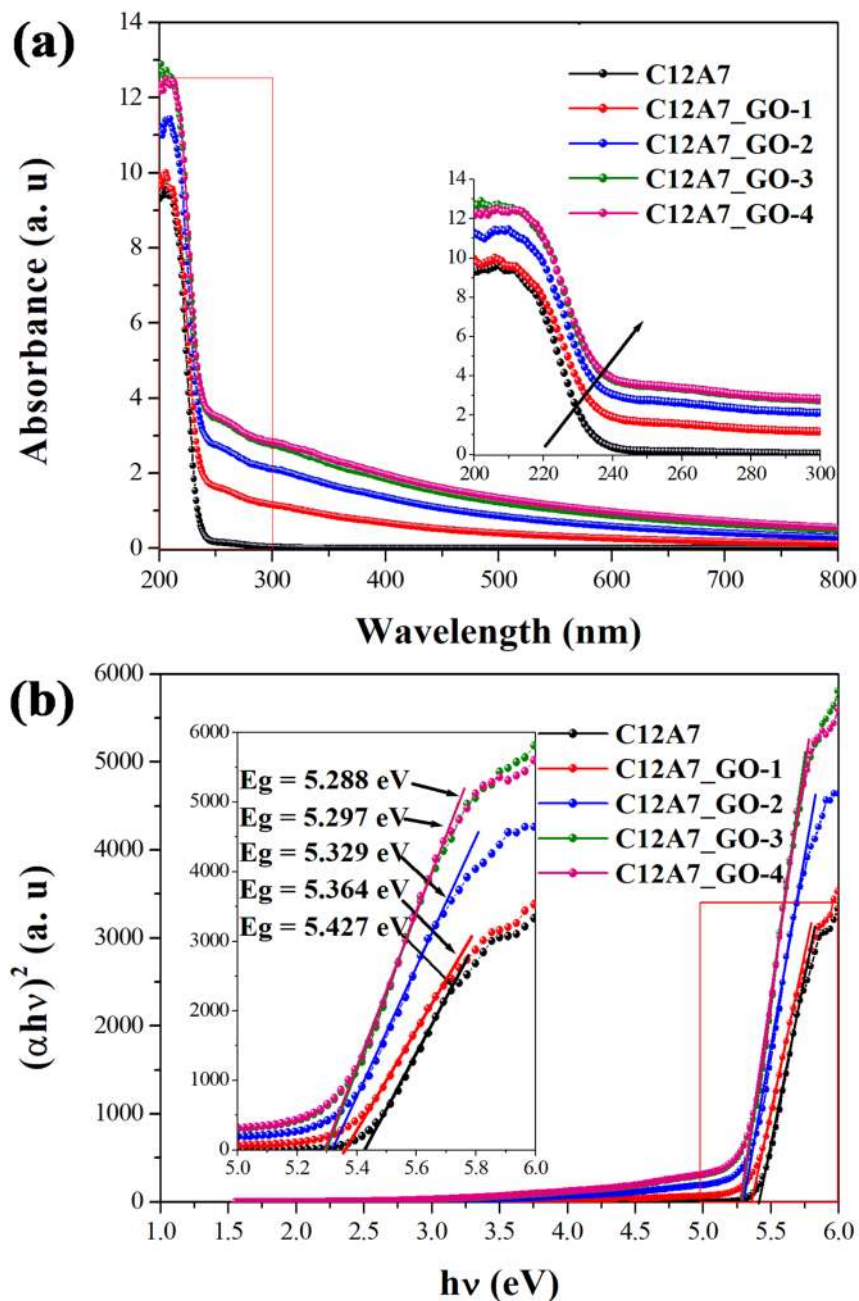 (a)
14
12
10
8
6
4
2
0
Absorbance (a. u)
C12A7
C12A7_GO-1
C12A7_GO-2
C12A7_GO-3
C12A7_GO-4
14
12
10
8
6
4
2
0
200 220 240 260 280 300
200 300 400 500 600 700 800
Wavelength (nm)
(b)
6000
5000
4000
3000
2000
1000
0
(αhν)² (a. u)
6000
5000
4000
3000
2000
1000
0
Eg = 5.288 eV
Eg = 5.297 eV
Eg = 5.329 eV
Eg = 5.364 eV
Eg = 5.427 eV
5.0 5.2 5.4 5.6 5.8 6.0
C12A7
C12A7_GO-1
C12A7_GO-2
C12A7_GO-3
C12A7_GO-4
1.0 1.5 2.0 2.5 3.0 3.5 4.0 4.5 5.0 5.5 6.0
hν (eV)